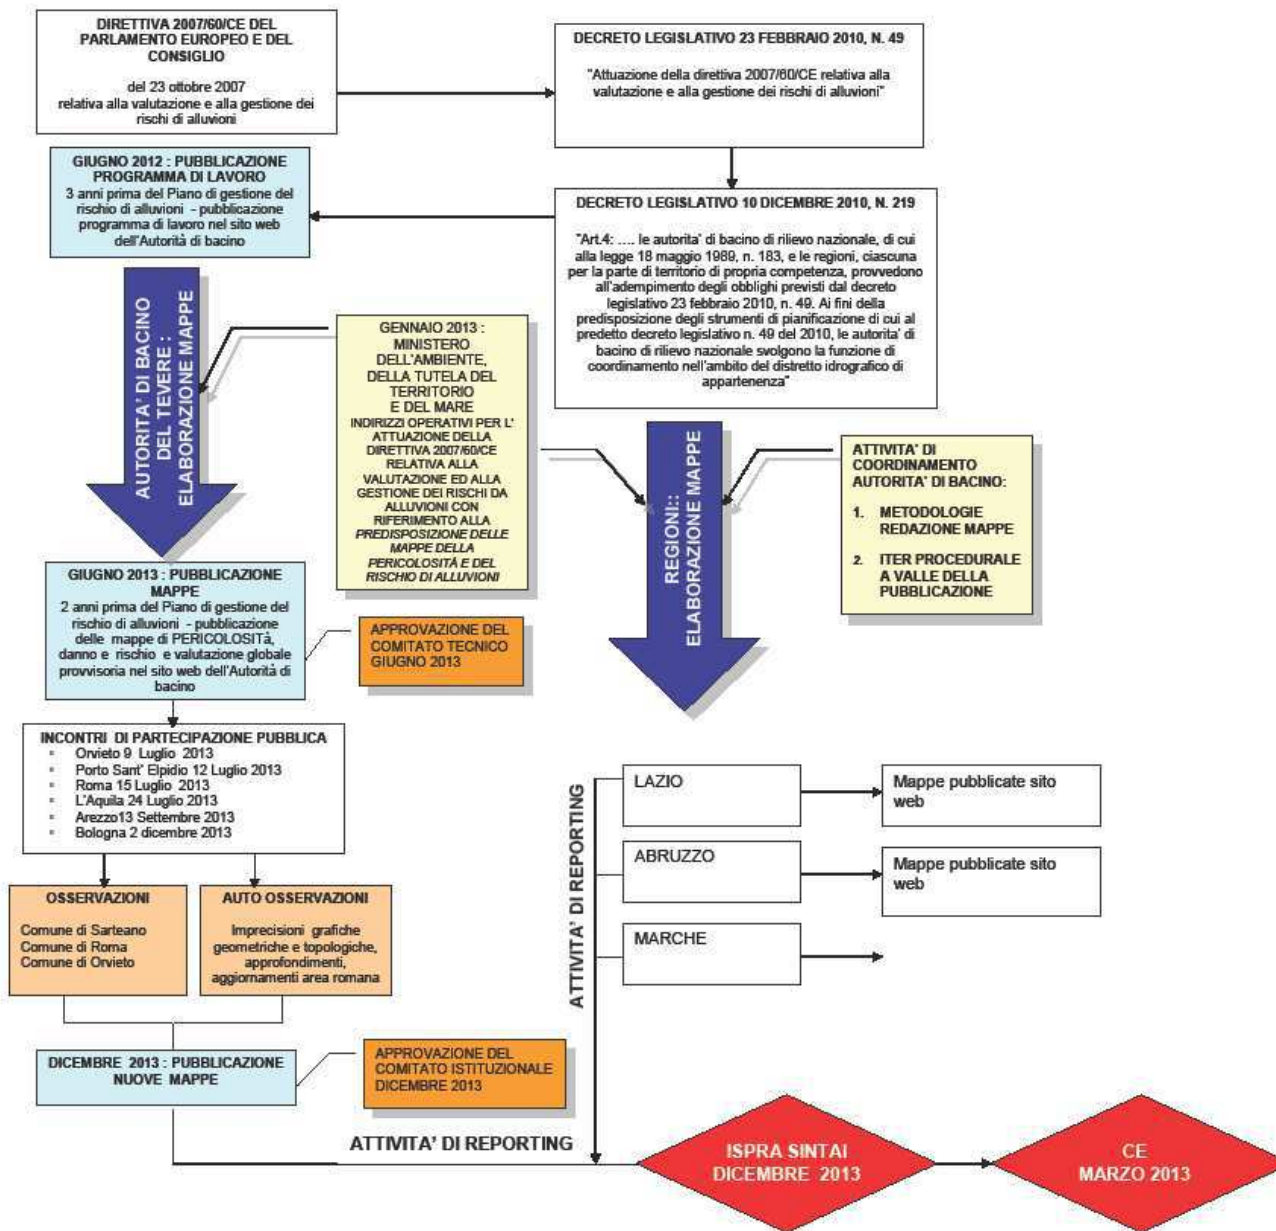 DIRETTIVA 2007/60/CE DEL
PARLAMENTO EUROPEO E DEL
CONSIGLIO
del 23 ottobre 2007
relativa alla valutazione e alla gestione dei
rischi di alluvioni
DECRETO LEGISLATIVO 23 FEBBRAIO 2010, N. 49
"Attuazione della direttiva 2007/60/CE relativa alla
valutazione e alla gestione dei rischi di alluvioni"
GIUGNO 2012 : PUBBLICAZIONE
PROGRAMMA DI LAVORO
3 anni prima del Piano di gestione del
rischio di alluvioni - pubblicazione
programma di lavoro nel sito web
dell'Autorità di bacino
DECRETO LEGISLATIVO 10 DICEMBRE 2010, N. 219
"Art.4: .... le autorita' di bacino di rilievo nazionale, di cui
alla legge 18 maggio 1989, n. 183, e le regioni, ciascuna
per la parte di territorio di propria competenza, provvedono
all'adempimento degli obblighi previsti dal decreto
legislativo 23 febbraio 2010, n. 49. Ai fini della
predisposizione degli strumenti di pianificazione di cui al
predetto decreto legislativo n. 49 del 2010, le autorita' di
bacino di rilievo nazionale svolgono la funzione di
coordinamento nell'ambito del distretto idrografico di
appartenenza"
AUTORITA' DI BACINO
DEL TEVERE :
ELABORAZIONE MAPPE
GENNAIO 2013 :
MINISTERO
DELL'AMBIENTE,
DELLA TUTELA DEL
TERRITORIO
E DEL MARE
INDIRIZZI OPERATIVI PER L'
ATTUAZIONE DELLA
DIRETTIVA 2007/60/CE
RELATIVA ALLA
VALUTAZIONE ED ALLA
GESTIONE DEI RISCHI DA
ALLUVIONI CON
RIFERIMENTO ALLA
PREDISPOSIZIONE DELLE
MAPPE DELLA
PERICOLOSITÀ E DEL
RISCHIO DI ALLUVIONI
REGIONI::
ELABORAZIONE MAPPE
ATTIVITA' DI
COORDINAMENTO
AUTORITA' DI BACINO:
1. METODOLOGIE
REDAZIONE MAPPE
2. ITER PROCEDURALE
A VALLE DELLA
PUBBLICAZIONE
GIUGNO 2013 : PUBBLICAZIONE
MAPPE
2 anni prima del Piano di gestione del
rischio di alluvioni - pubblicazione
delle mappe di PERICOLOSITà,
danno e rischio e valutazione globale
provvisoria nel sito web dell'Autorità di
bacino
APPROVAZIONE DEL
COMITATO TECNICO
GIUGNO 2013
INCONTRI DI PARTECIPAZIONE PUBBLICA
▫ Orvieto 9 Luglio 2013
▫ Porto Sant' Elpidio 12 Luglio 2013
▫ Roma 15 Luglio 2013
▫ L'Aquila 24 Luglio 2013
▫ Arezzo13 Settembre 2013
▫ Bologna 2 dicembre 2013
OSSERVAZIONI
Comune di Sarteano
Comune di Roma
Comune di Orvieto
AUTO OSSERVAZIONI
Imprecisioni grafiche
geometriche e topologiche,
approfondimenti,
aggiornamenti area romana
ATTIVITA' DI REPORTING
LAZIO
Mappe pubblicate sito
web
ABRUZZO
Mappe pubblicate sito
web
MARCHE
DICEMBRE 2013 : PUBBLICAZIONE
NUOVE MAPPE
APPROVAZIONE DEL
COMITATO ISTITUZIONALE
DICEMBRE 2013
ATTIVITA' DI REPORTING
ISPRA SINTAI
DICEMBRE 2013
CE
MARZO 2013